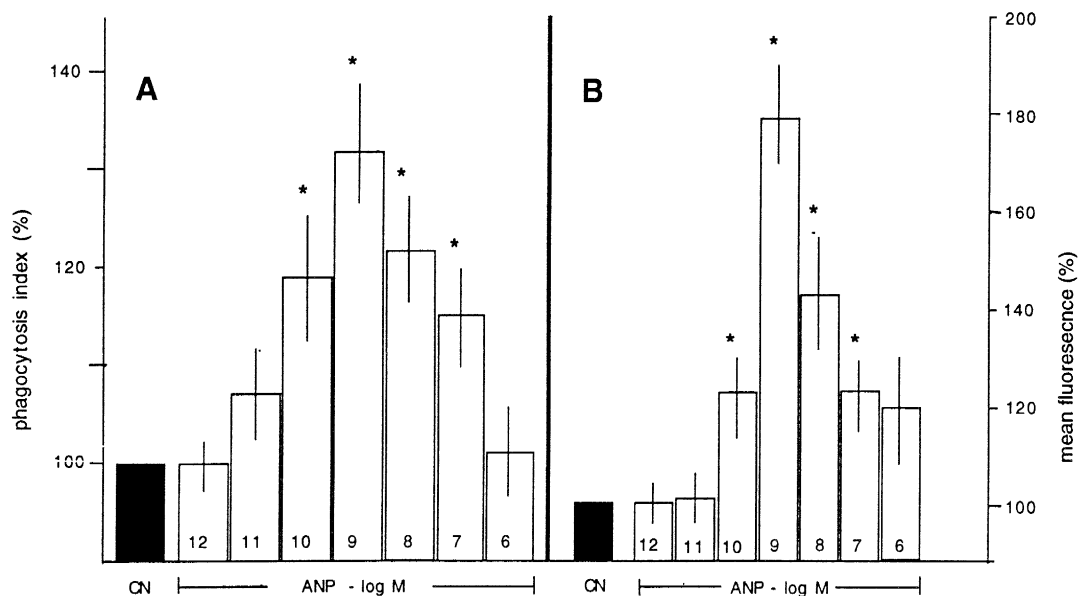 A
B
140
120
100
phagocytosis index (%)
200
180
160
140
120
100
mean fluoresecnce (%)
* * * *
* * * *
12 11 10 9 8 7 6
12 11 10 9 8 7 6
CN ANP - log M
CN ANP - log M